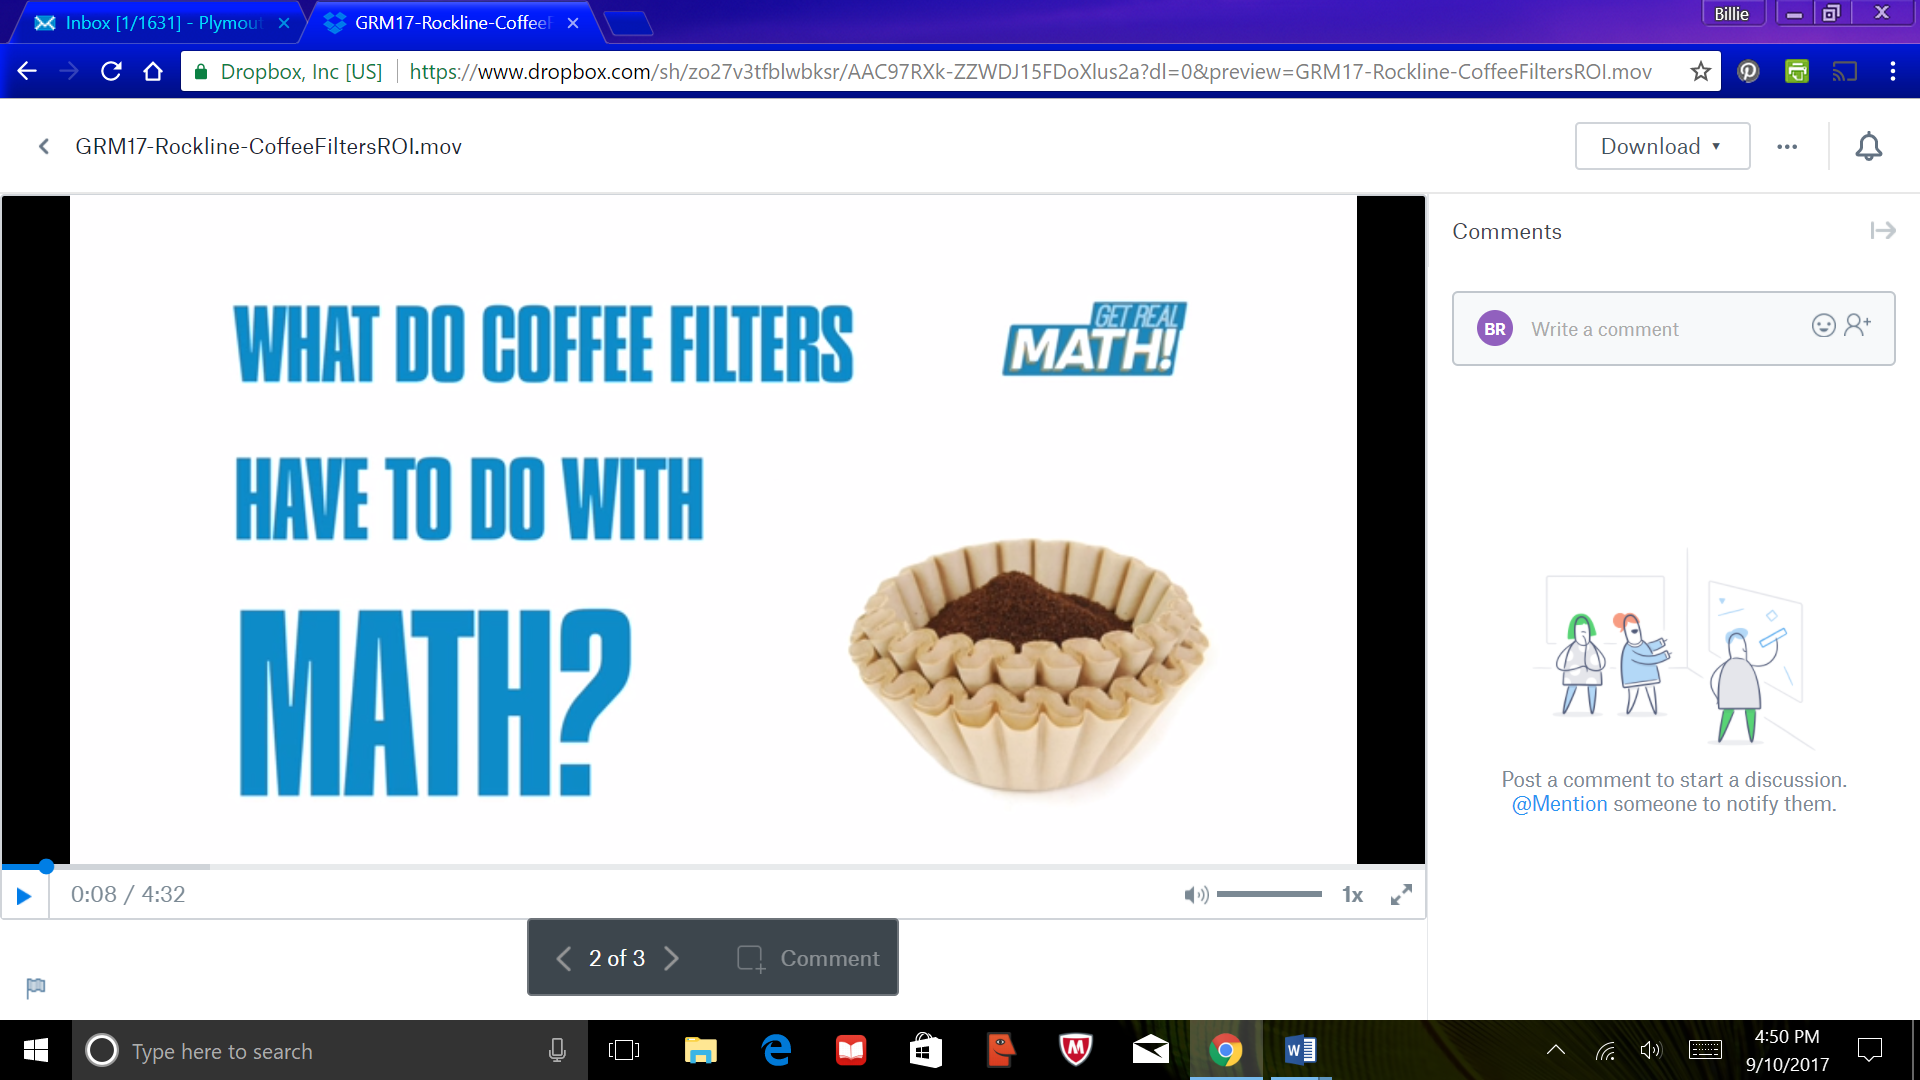 Inbox [1/1631] - Plymout
GRM17-Rockline-CoffeeF
Billie
Dropbox, Inc [US]
https://www.dropbox.com/sh/zo27v3tfblwbksr/AAC97RXk-ZZWDJ15FDoXlus2a?dl=0&preview=GRM17-Rockline-CoffeeFiltersROI.mov
GRM17-Rockline-CoffeeFiltersROI.mov
Download
WHAT DO COFFEE FILTERS
HAVE TO DO WITH
MATH?
GET REAL
MATH!
Comments
BR
Write a comment
Post a comment to start a discussion.
@Mention someone to notify them.
0:08 / 4:32
1x
2 of 3
Comment
Type here to search
4:50 PM
9/10/2017